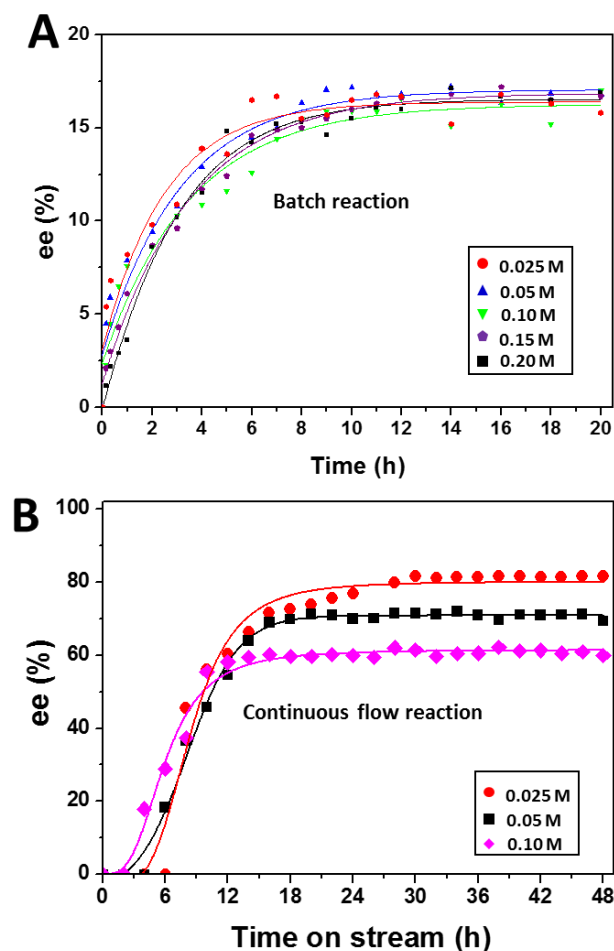 A
20
15
10
5
0
ee (%)
Batch reaction
0.025 M
0.05 M
0.10 M
0.15 M
0.20 M
0 2 4 6 8 10 12 14 16 18 20
Time (h)
B
100
80
60
40
20
0
ee (%)
Continuous flow reaction
0.025 M
0.05 M
0.10 M
0 6 12 18 24 30 36 42 48
Time on stream (h)